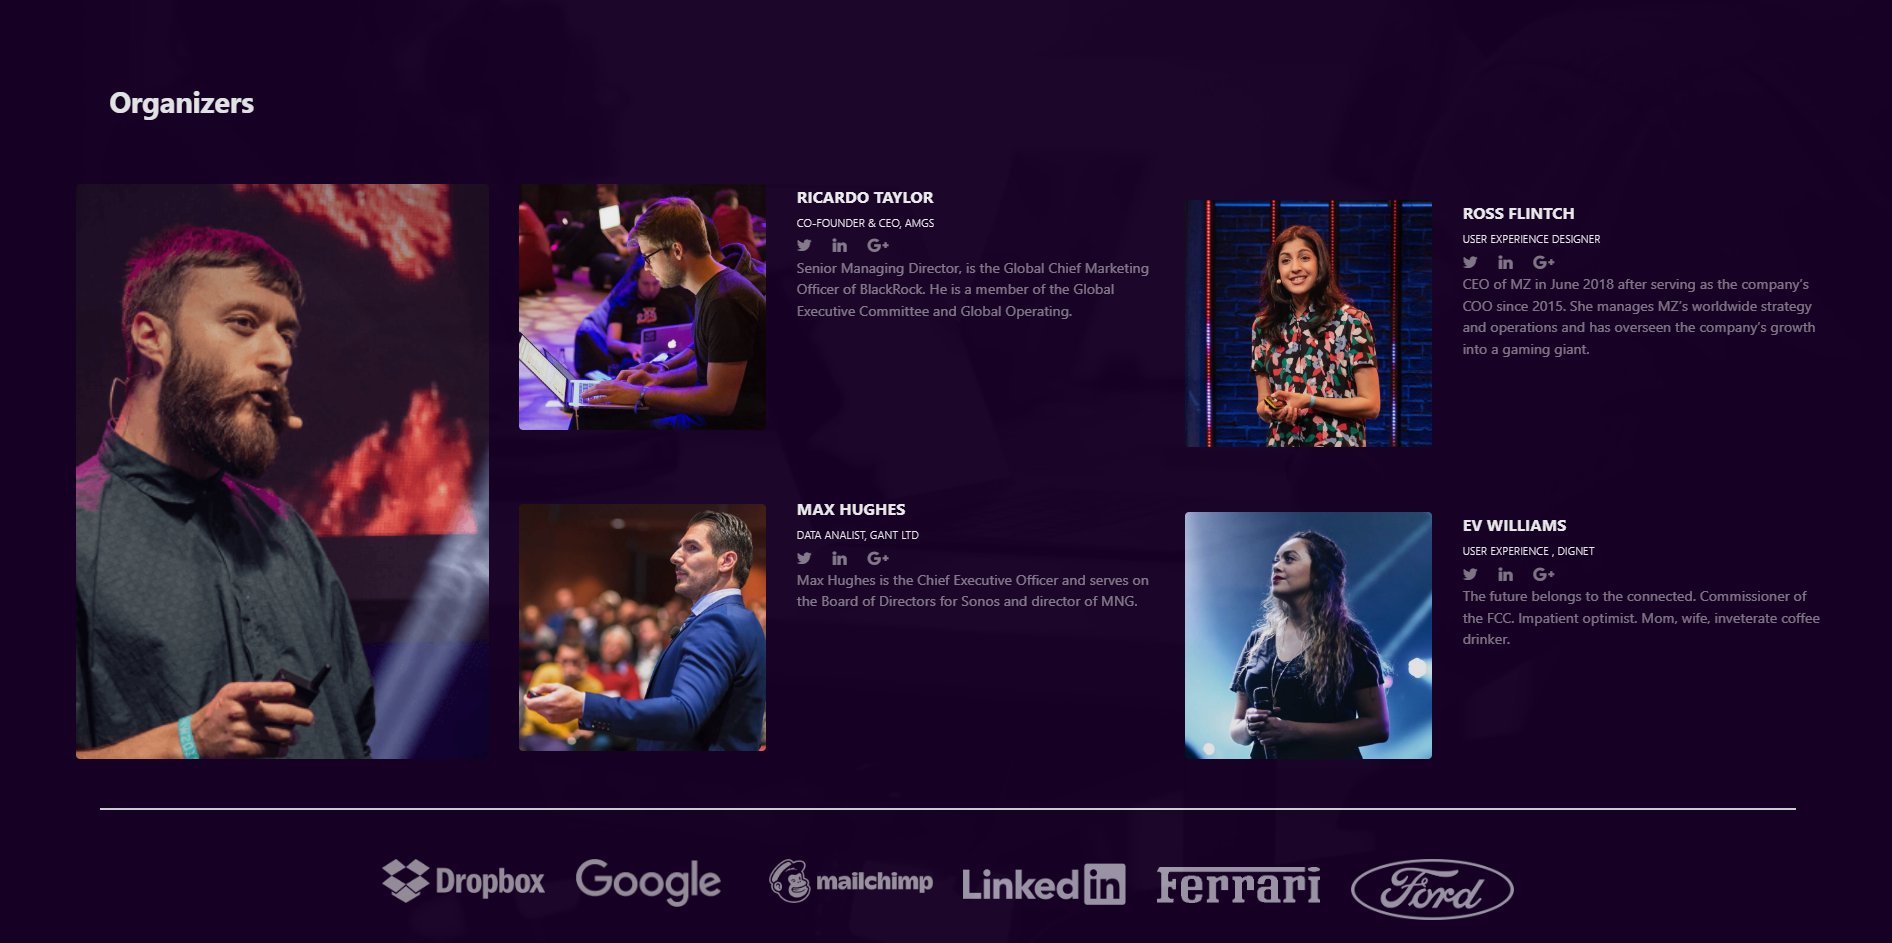 Organizers
RICARDO TAYLOR
CO-FOUNDER & CEO, AMGS
G+
Senior Managing Director, is the Global Chief Marketing
Officer of BlackRock. He is a member of the Global
Executive Committee and Global Operating.
ROSS FLINTCH
USER EXPERIENCE DESIGNER
G+
CEO of MZ in June 2018 after serving as the company's
COO since 2015. She manages MZ's worldwide strategy
and operations and has overseen the company's growth
into a gaming giant.
MAX HUGHES
DATA ANALIST, GANT LTD
G+
Max Hughes is the Chief Executive Officer and serves on
the Board of Directors for Sonos and director of MNG.
EV WILLIAMS
USER EXPERIENCE , DIGNET
G+
The future belongs to the connected. Commissioner of
the FCC. Impatient optimist. Mom, wife, inveterate coffee
drinker.
Dropbox Google mailchimp LinkedIn Ferrari Ford